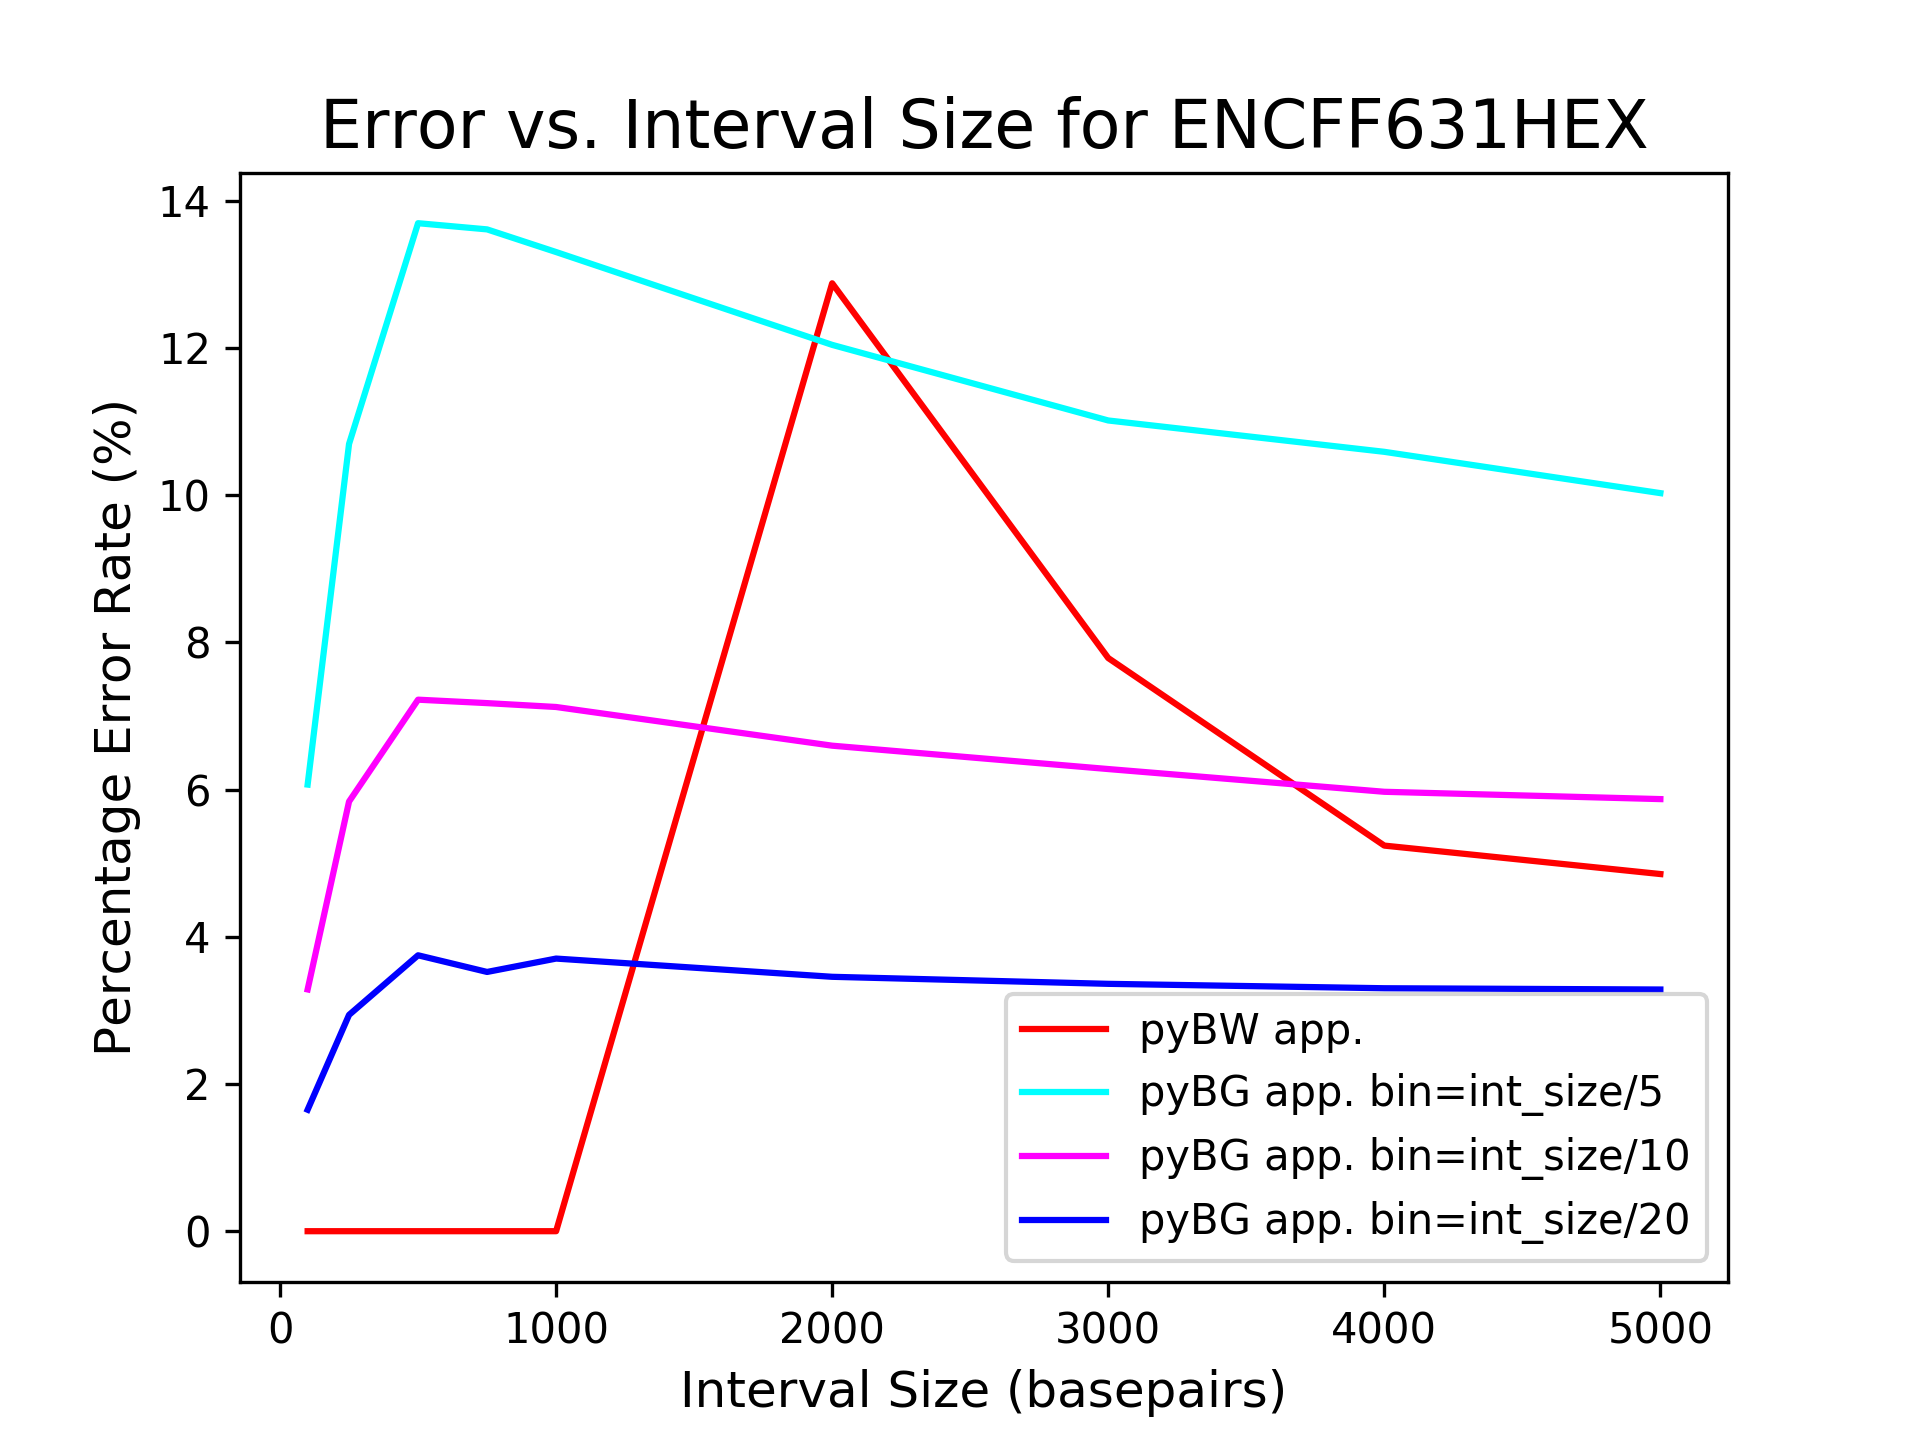 Error vs. Interval Size for ENCFF631HEX
Percentage Error Rate (%)
14
12
10
8
6
4
2
0
pyBW app.
pyBG app. bin=int_size/5
pyBG app. bin=int_size/10
pyBG app. bin=int_size/20
0 1000 2000 3000 4000 5000
Interval Size (basepairs)